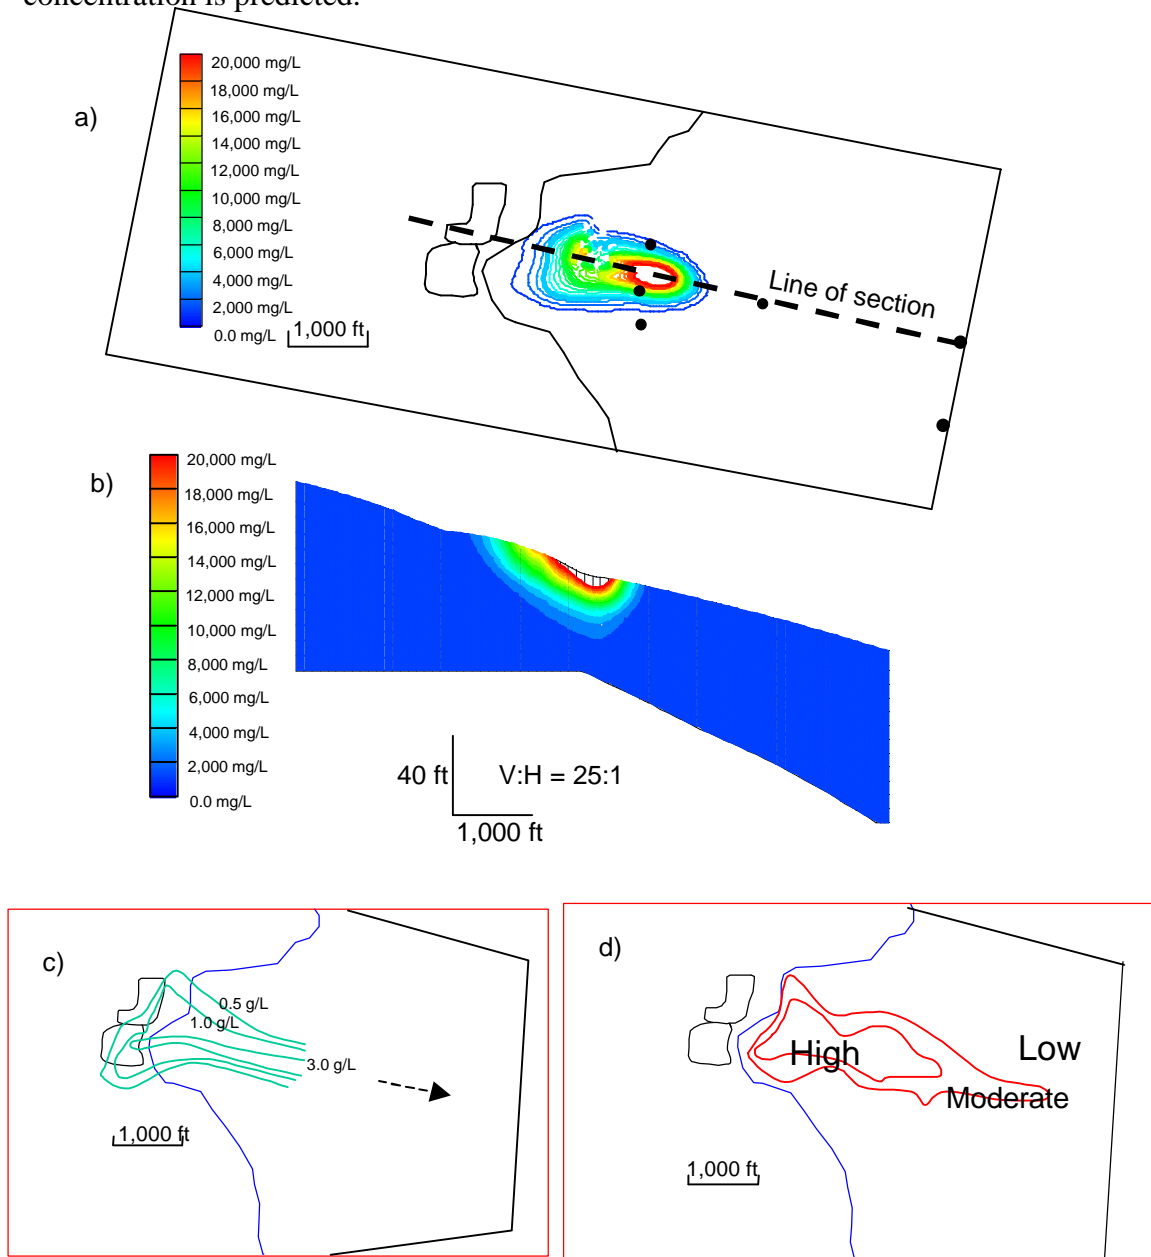 concentration is predicted.
a)
20,000 mg/L
18,000 mg/L
16,000 mg/L
14,000 mg/L
12,000 mg/L
10,000 mg/L
8,000 mg/L
6,000 mg/L
4,000 mg/L
2,000 mg/L
0.0 mg/L
1,000 ft
Line of section
b)
20,000 mg/L
18,000 mg/L
16,000 mg/L
14,000 mg/L
12,000 mg/L
10,000 mg/L
8,000 mg/L
6,000 mg/L
4,000 mg/L
2,000 mg/L
0.0 mg/L
40 ft
V:H = 25:1
1,000 ft
c)
0.5 g/L
1.0 g/L
3.0 g/L
1,000 ft
d)
High
Low
Moderate
1,000 ft